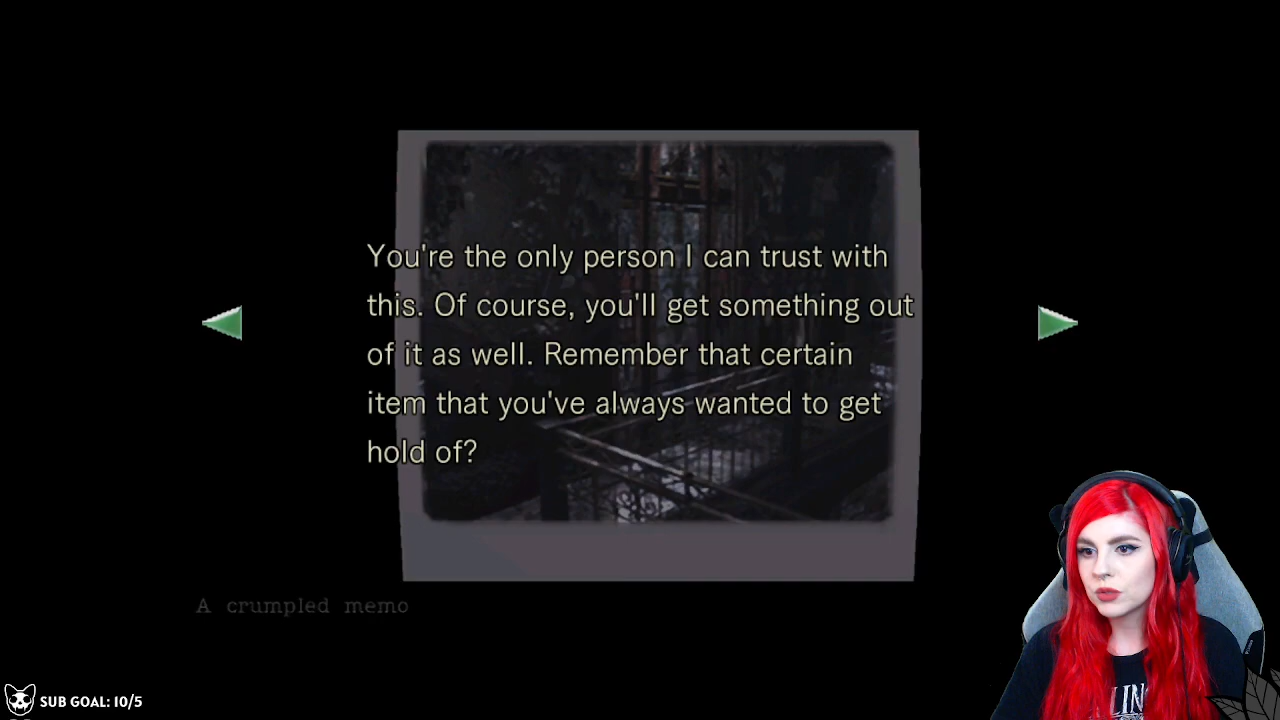 You're the only person I can trust with
this. Of course, you'll get something out
of it as well. Remember that certain
item that you've always wanted to get
hold of?
A crumpled memo
SUB GOAL: 10/5